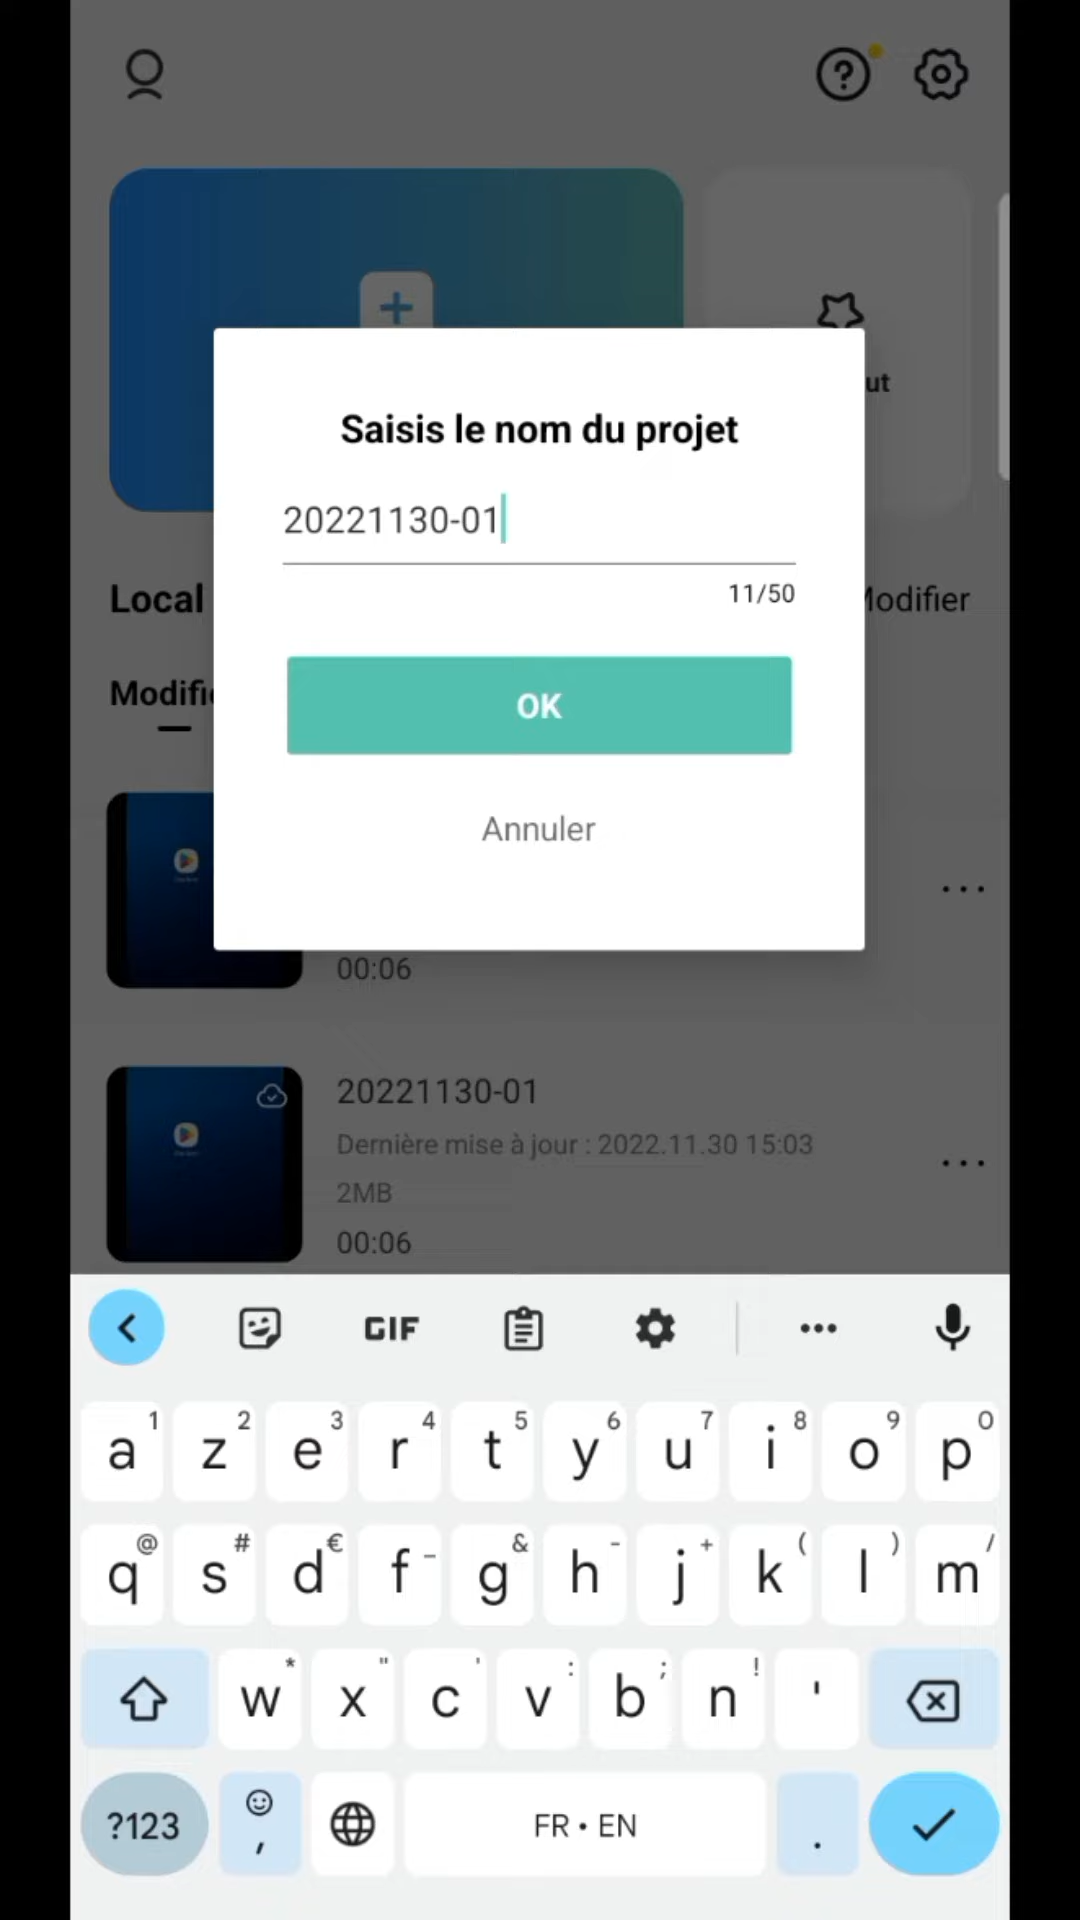 ut
Saisis le nom du projet
20221130-01
11/50
OK
Annuler
Local
Modifier
Modifi
00:06
20221130-01
Dernière mise à jour : 2022.11.30 15:03
2MB
00:06
GIF
a 1 z 2 e 3 r 4 t 5 y 6 u 7 i 8 o 9 p 0
q @ s # d € f _ g & h - j + k ( l ) m /
w * x " c ' v : b ; n ! '
?123 , FR • EN .